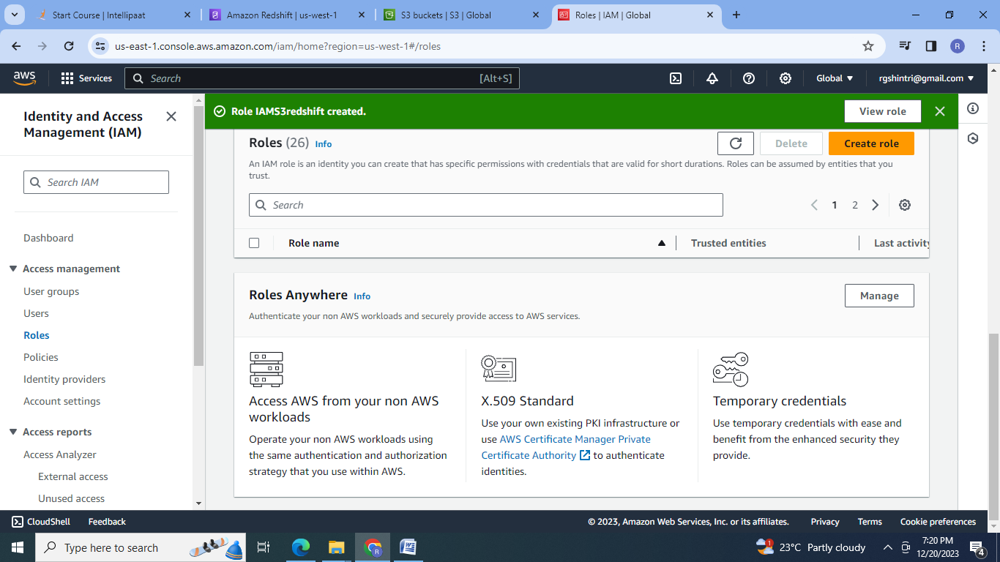 Start Course | Intellipaat
Amazon Redshift | us-west-1
S3 buckets | S3 | Global
Roles | IAM | Global
us-east-1.console.aws.amazon.com/iam/home?region=us-west-1#/roles
R
aws
Services
Search
[Alt+S]
Global
rgshintri@gmail.com
Identity and Access
Management (IAM)
Search IAM
Dashboard
Access management
User groups
Users
Roles
Policies
Identity providers
Account settings
Access reports
Access Analyzer
External access
Unused access
Role IAMS3redshift created.
View role
Roles (26) Info
Delete
Create role
An IAM role is an identity you can create that has specific permissions with credentials that are valid for short durations. Roles can be assumed by entities that you
trust.
Search
1
2
Role name
Trusted entities
Last activity
Roles Anywhere Info
Manage
Authenticate your non AWS workloads and securely provide access to AWS services.
Access AWS from your non AWS
workloads
Operate your non AWS workloads using
the same authentication and authorization
strategy that you use within AWS.
X.509 Standard
Use your own existing PKI infrastructure or
use AWS Certificate Manager Private
Certificate Authority to authenticate
identities.
Temporary credentials
Use temporary credentials with ease and
benefit from the enhanced security they
provide.
CloudShell
Feedback
© 2023, Amazon Web Services, Inc. or its affiliates.
Privacy
Terms
Cookie preferences
Type here to search
R
W
1
23°C Partly cloudy
7:20 PM
12/20/2023
4